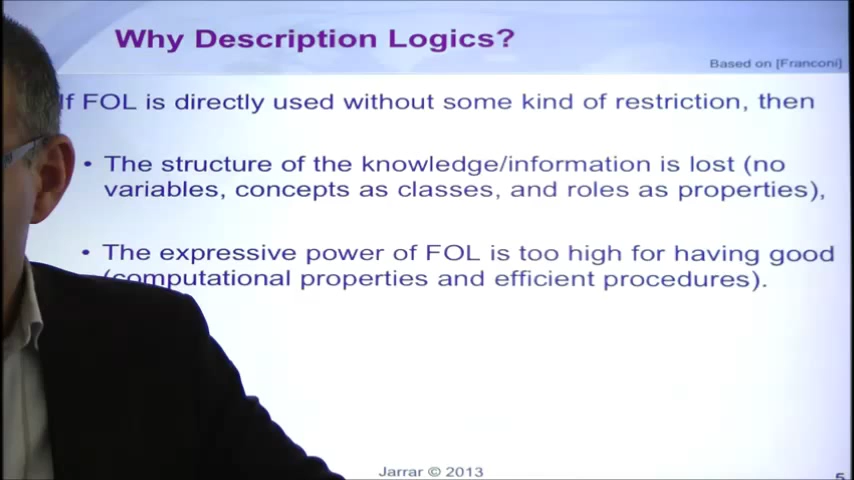 Why Description Logics?
Based on [Franconi]
If FOL is directly used without some kind of restriction, then
• The structure of the knowledge/information is lost (no
variables, concepts as classes, and roles as properties),
• The expressive power of FOL is too high for having good
(computational properties and efficient procedures).
Jarrar © 2013
5